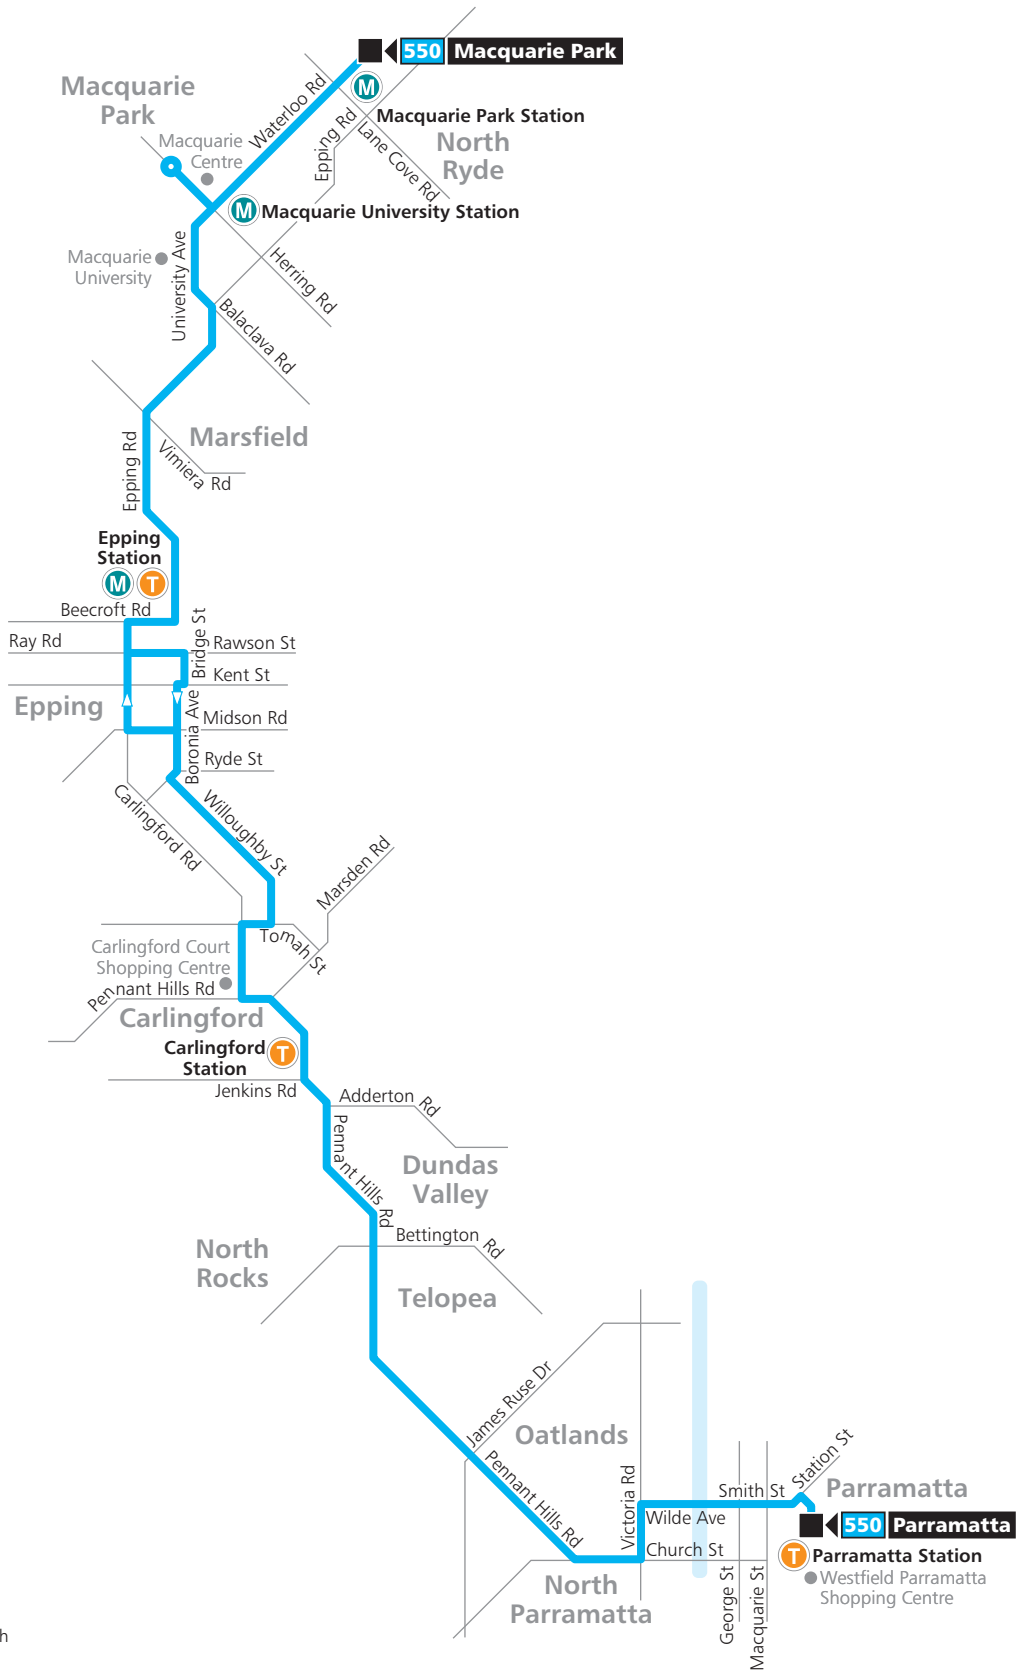 550 Macquarie Park
Macquarie
Park
Waterloo Rd
M
Macquarie Park Station
Macquarie
Centre
Epping Rd
Lane Cove Rd
North
Ryde
M Macquarie University Station
Macquarie
University
University Ave
Herring Rd
Balaclava Rd
Marsfield
Epping Rd
Vimiera Rd
Epping
Station
M T
Beecroft Rd
Ray Rd
Bridge St
Rawson St
Kent St
Epping
Boronia Ave
Midson Rd
Ryde St
Carlingford Rd
Willoughby St
Marsden Rd
Tomah St
Carlingford Court
Shopping Centre
Pennant Hills Rd
Carlingford
Carlingford
Station
T
Jenkins Rd
Adderton Rd
Pennant Hills Rd
Dundas
Valley
Bettington Rd
North
Rocks
Telopea
James Ruse Dr
Oatlands
Pennant Hills Rd
Victoria Rd
Smith St
Station St
Parramatta
Wilde Ave
550 Parramatta
Church St
T Parramatta Station
Westfield Parramatta
Shopping Centre
George St
Macquarie St
North
Parramatta
h